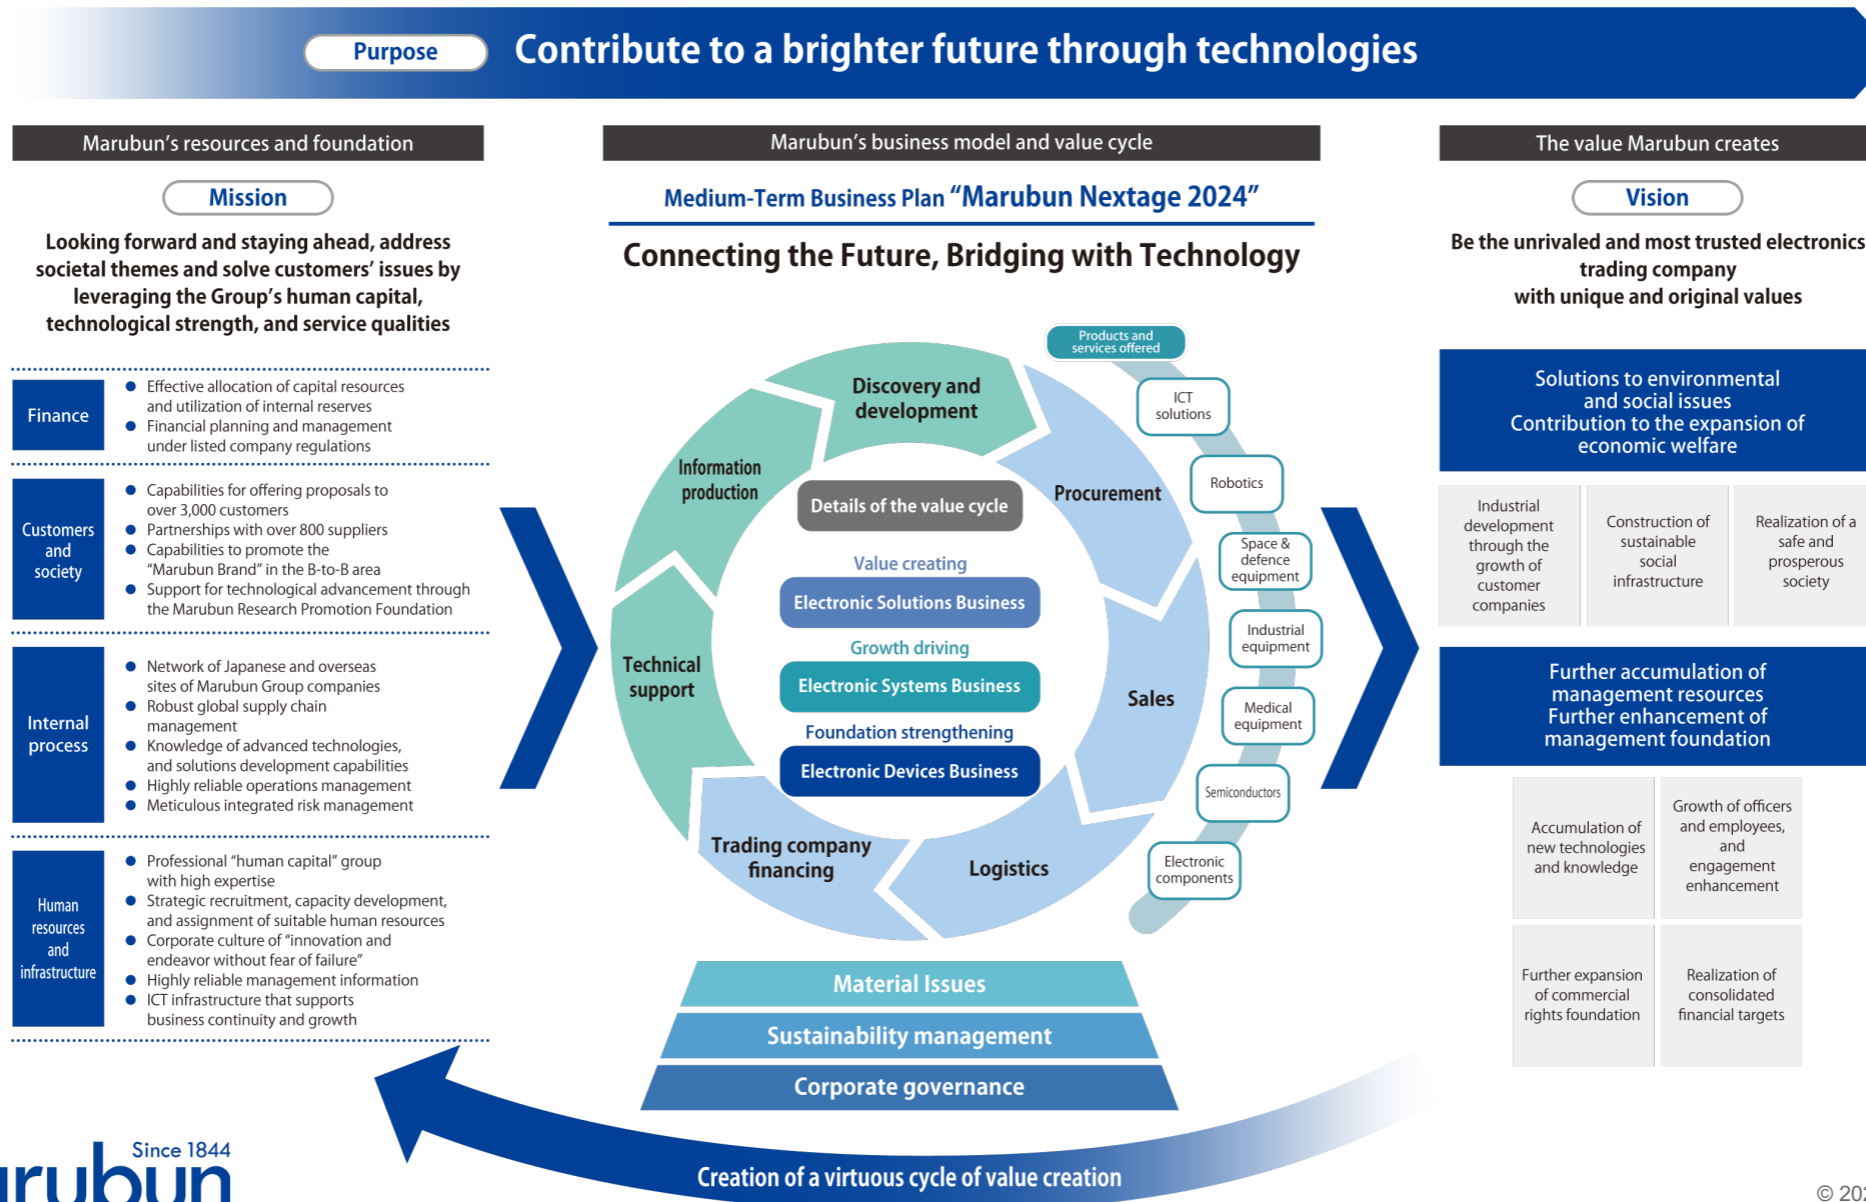 Purpose
Contribute to a brighter future through technologies
Marubun’s resources and foundation
Mission
Looking forward and staying ahead, address
societal themes and solve customers’ issues by
leveraging the Group’s human capital,
technological strength, and service qualities
Finance
● Effective allocation of capital resources
and utilization of internal reserves
● Financial planning and management
under listed company regulations
Customers
and
society
● Capabilities for offering proposals to
over 3,000 customers
● Partnerships with over 800 suppliers
● Capabilities to promote the
“Marubun Brand” in the B-to-B area
● Support for technological advancement through
the Marubun Research Promotion Foundation
Internal
process
● Network of Japanese and overseas
sites of Marubun Group companies
● Robust global supply chain
management
● Knowledge of advanced technologies,
and solutions development capabilities
● Highly reliable operations management
● Meticulous integrated risk management
Human
resources
and
infrastructure
● Professional “human capital” group
with high expertise
● Strategic recruitment, capacity development,
and assignment of suitable human resources
● Corporate culture of “innovation and
endeavor without fear of failure”
● Highly reliable management information
● ICT infrastructure that supports
business continuity and growth
Marubun’s business model and value cycle
Medium-Term Business Plan “Marubun Nextage 2024”
Connecting the Future, Bridging with Technology
Discovery and
development
Procurement
Sales
Logistics
Trading company
financing
Technical
support
Information
production
Details of the value cycle
Value creating
Electronic Solutions Business
Growth driving
Electronic Systems Business
Foundation strengthening
Electronic Devices Business
Products and
services offered
ICT
solutions
Robotics
Space &
defence
equipment
Industrial
equipment
Medical
equipment
Semiconductors
Electronic
components
Material Issues
Sustainability management
Corporate governance
The value Marubun creates
Vision
Be the unrivaled and most trusted electronics
trading company
with unique and original values
Solutions to environmental
and social issues
Contribution to the expansion of
economic welfare
Industrial
development
through the
growth of
customer
companies
Construction of
sustainable
social
infrastructure
Realization of a
safe and
prosperous
society
Further accumulation of
management resources
Further enhancement of
management foundation
Accumulation of
new technologies
and knowledge
Growth of officers
and employees,
and
engagement
enhancement
Further expansion
of commercial
rights foundation
Realization of
consolidated
financial targets
Creation of a virtuous cycle of value creation
Since 1844
arubun
© 202